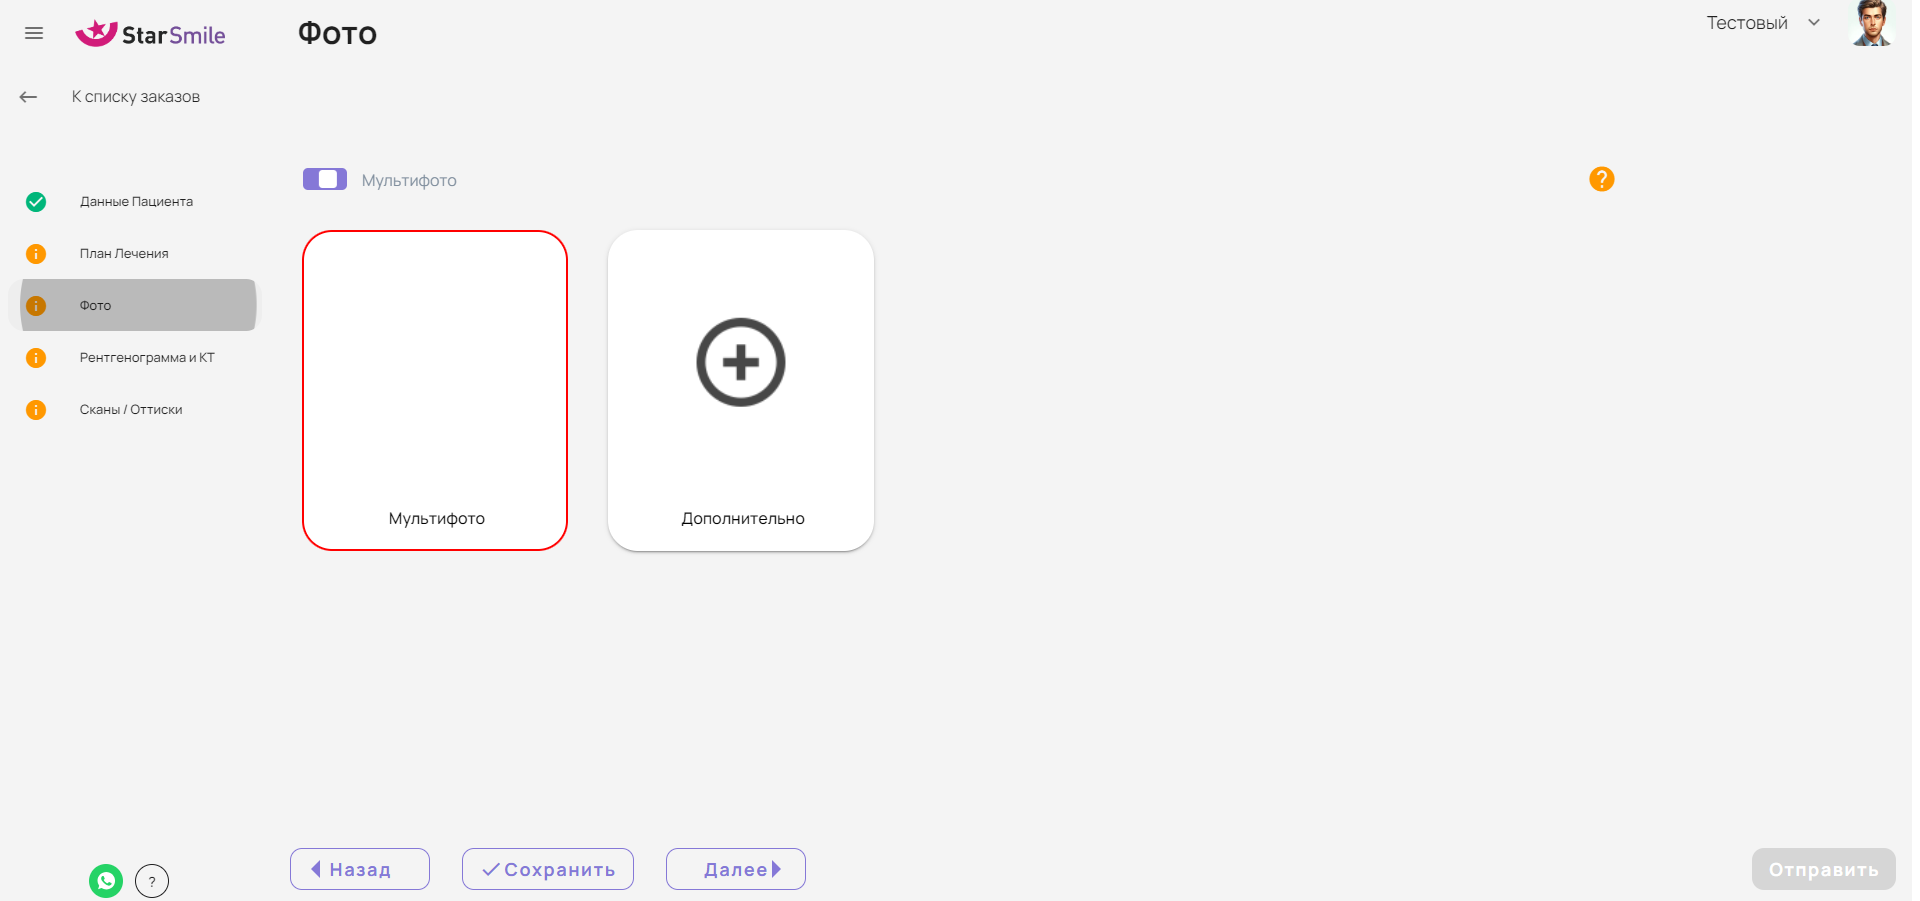 StarSmile
Фото
Тестовый
К списку заказов
Мультифото
?
Данные Пациента
План Лечения
Фото
Рентгенограмма и КТ
Сканы / Оттиски
Мультифото
Дополнительно
Назад
Сохранить
Далее
Отправить
?